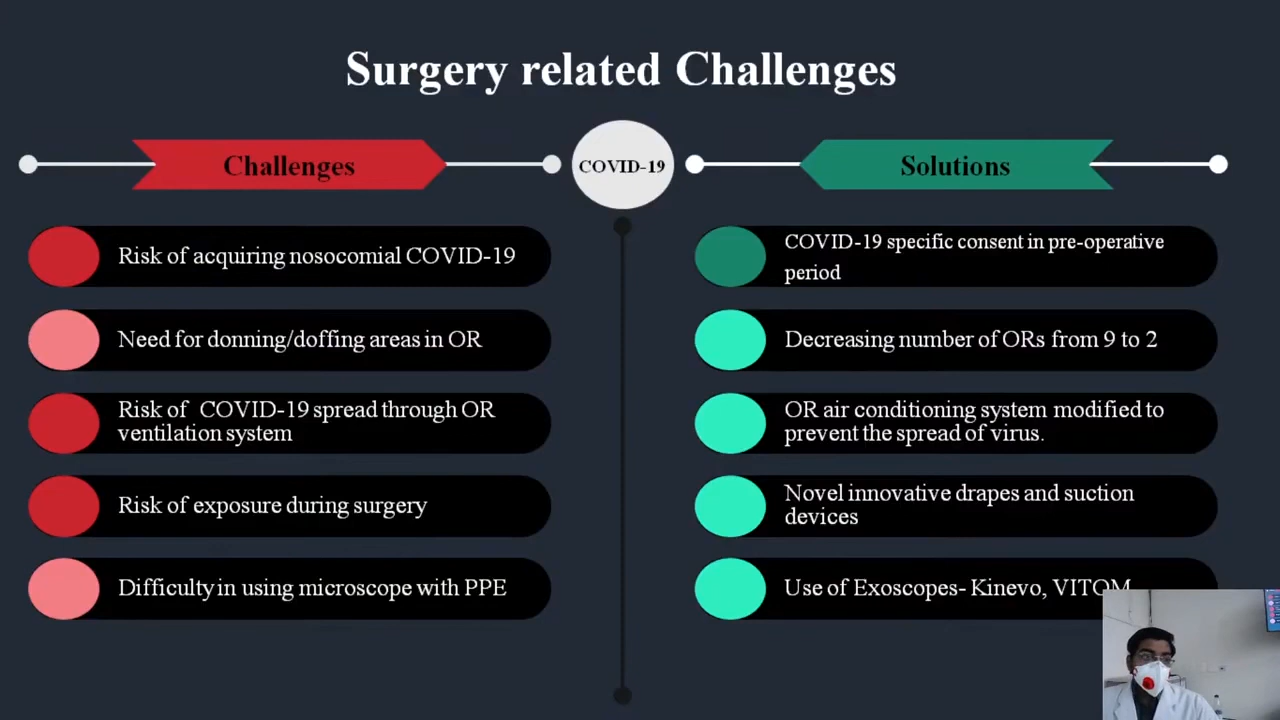 Surgery related Challenges
Challenges
COVID-19
Solutions
Risk of acquiring nosocomial COVID-19
Need for donning/doffing areas in OR
Risk of COVID-19 spread through OR
ventilation system
Risk of exposure during surgery
Difficulty in using microscope with PPE
COVID-19 specific consent in pre-operative
period
Decreasing number of ORs from 9 to 2
OR air conditioning system modified to
prevent the spread of virus.
Novel innovative drapes and suction
devices
Use of Exoscopes- Kinevo, VITOM